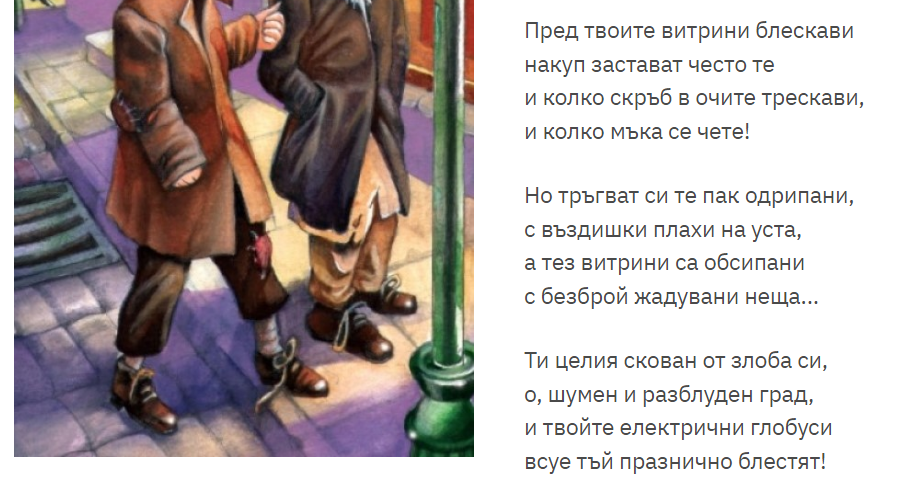 Пред твоите витрини блескави
накуп застават често те
и колко скръб в очите трескави,
и колко мъка се чете!
Но тръгват си те пак одрипани,
с въздишки плахи на уста,
а тез витрини са обсипани
с безброй жадувани неща...
Ти целия скован от злоба си,
о, шумен и разблуден град,
и твойте електрични глобуси
всуе тъй празнично блестят!